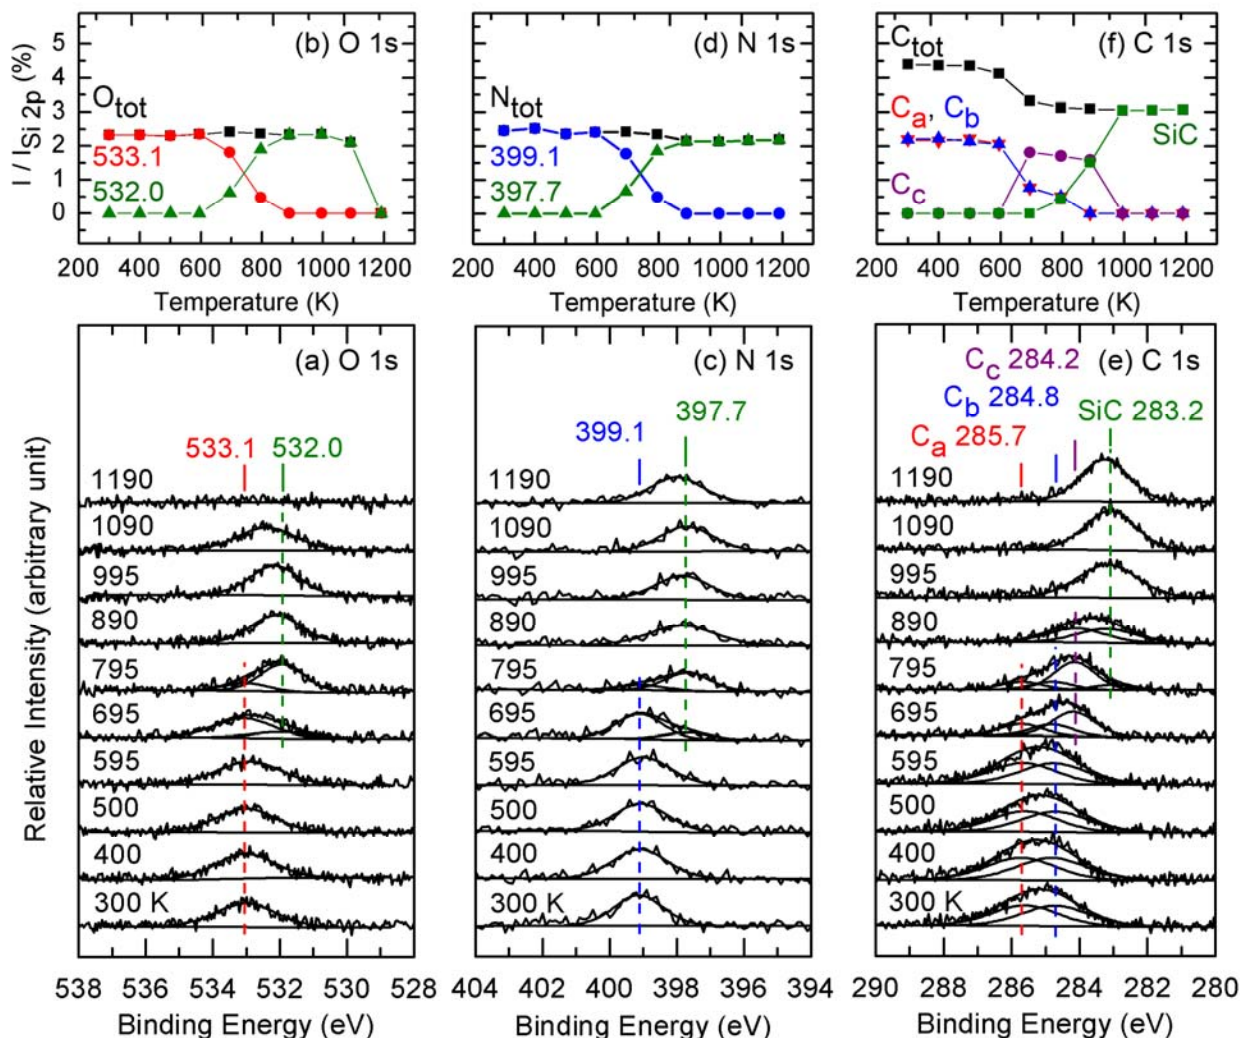 I / I_Si 2p (%)
(b) O 1s
5
4
3
2
1
0
O_tot
533.1
532.0
200 400 600 800 1000 1200
Temperature (K)
(d) N 1s
N_tot
399.1
397.7
200 400 600 800 1000 1200
Temperature (K)
(f) C 1s
C_tot
C_a, C_b
SiC
C_c
200 400 600 800 1000 1200
Temperature (K)
Relative Intensity (arbitrary unit)
(a) O 1s
533.1 532.0
1190
1090
995
890
795
695
595
500
400
300 K
538 536 534 532 530 528
Binding Energy (eV)
(c) N 1s
397.7
399.1
1190
1090
995
890
795
695
595
500
400
300 K
404 402 400 398 396 394
Binding Energy (eV)
(e) C 1s
C_c 284.2
C_b 284.8
SiC 283.2
C_a 285.7
1190
1090
995
890
795
695
595
500
400
300 K
290 288 286 284 282 280
Binding Energy (eV)